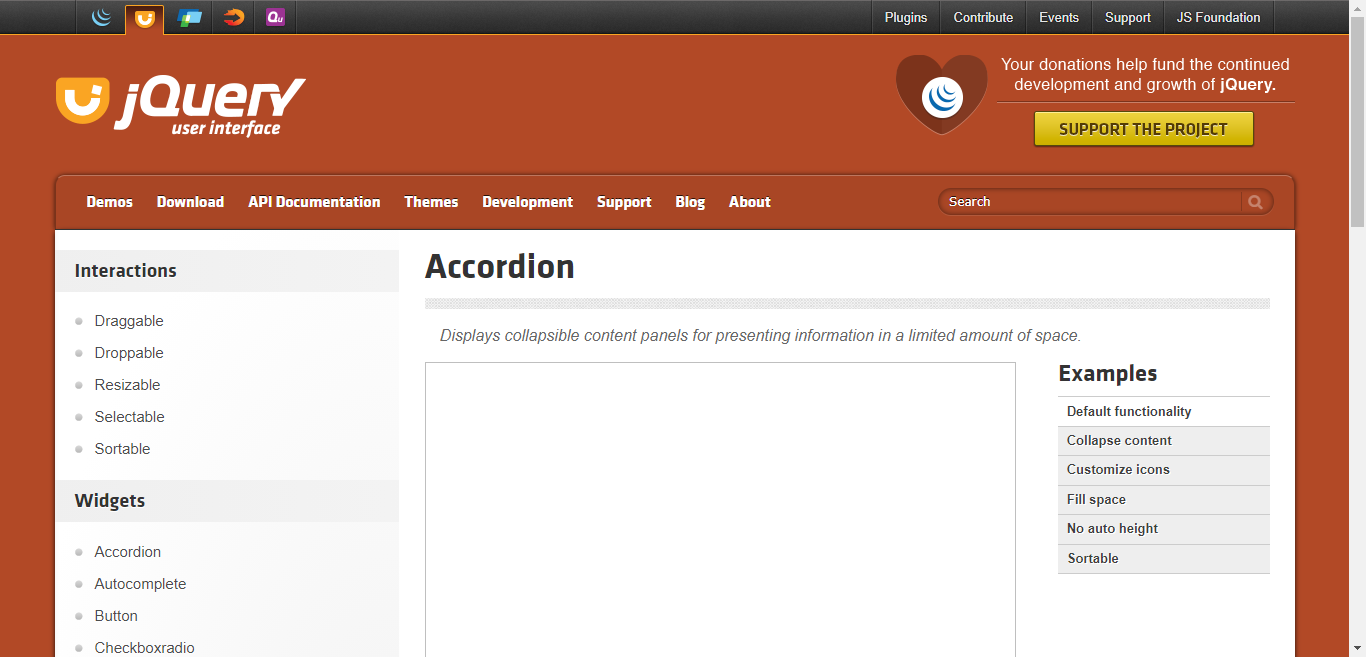 Plugins
Contribute
Events
Support
JS Foundation
Qu
jQuery
user interface
Your donations help fund the continued
development and growth of jQuery.
SUPPORT THE PROJECT
Demos
Download
API Documentation
Themes
Development
Support
Blog
About
Search
Interactions
Draggable
Droppable
Resizable
Selectable
Sortable
Widgets
Accordion
Autocomplete
Button
Checkboxradio
Accordion
Displays collapsible content panels for presenting information in a limited amount of space.
Examples
Default functionality
Collapse content
Customize icons
Fill space
No auto height
Sortable